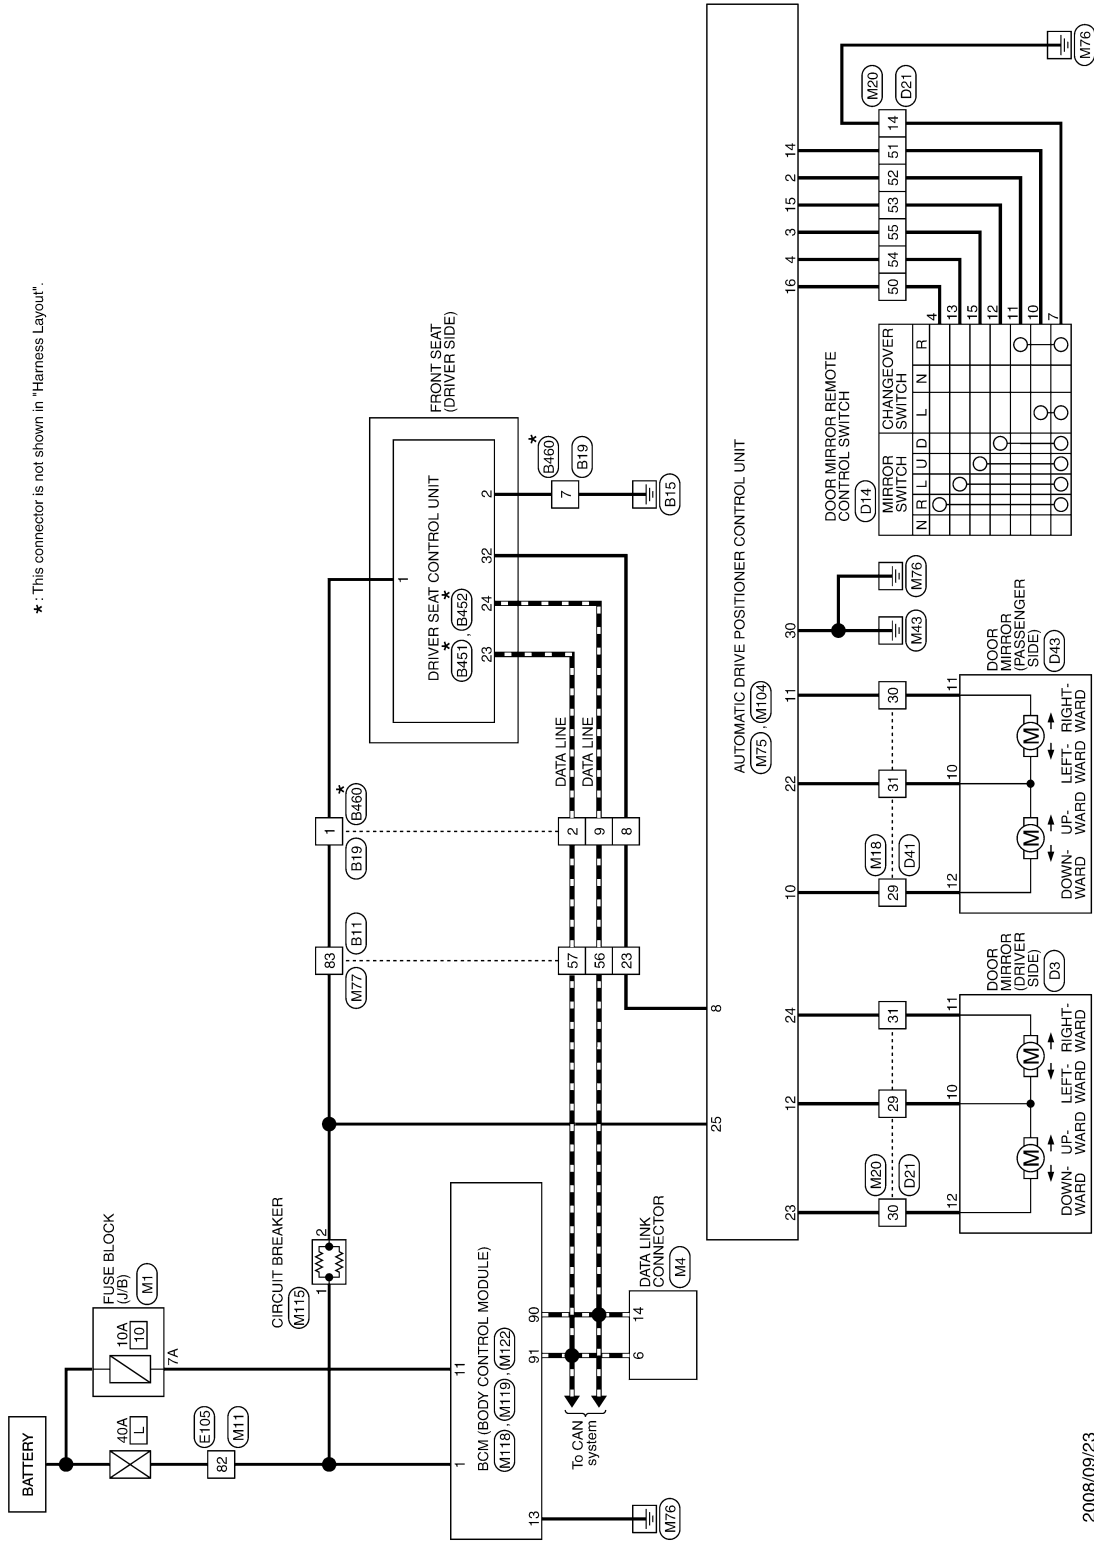 *: This connector is not shown in "Harness Layout".
BATTERY
40A
L
E105
82
M11
FUSE BLOCK
(J/B)
M1
10A
10
7A
CIRCUIT BREAKER
M115
1
2
BCM (BODY CONTROL MODULE)
M118 , M119 , M122
1
11
13
91
90
M76
To CAN
system
DATA LINK
CONNECTOR
M4
6
14
83
M77
B11
57
56
23
1
B19
B460
*
2
9
8
DATA LINE
DATA LINE
FRONT SEAT
(DRIVER SIDE)
DRIVER SEAT CONTROL UNIT
*
*
B451 , B452
1
23
24
32
2
*
B460
7
B19
B15
AUTOMATIC DRIVE POSITIONER CONTROL UNIT
M75 , M104
25
8
23
12
24
10
22
11
30
16
4
3
15
2
14
M20
30
29
31
D21
M18
29
31
30
D41
M43
M76
DOOR
MIRROR
(DRIVER
SIDE)
D3
12
10
11
M
M
DOWN-
WARD
UP-
WARD
LEFT-
WARD
RIGHT-
WARD
DOOR
MIRROR
(PASSENGER
SIDE)
D43
12
10
11
M
M
DOWN-
WARD
UP-
WARD
LEFT-
WARD
RIGHT-
WARD
50
54
55
53
52
51
14
M20
D21
M76
DOOR MIRROR REMOTE
CONTROL SWITCH
D14
MIRROR
SWITCH
CHANGEOVER
SWITCH
N R L U D L N R
4
13
15
12
11
10
7
2008/09/23